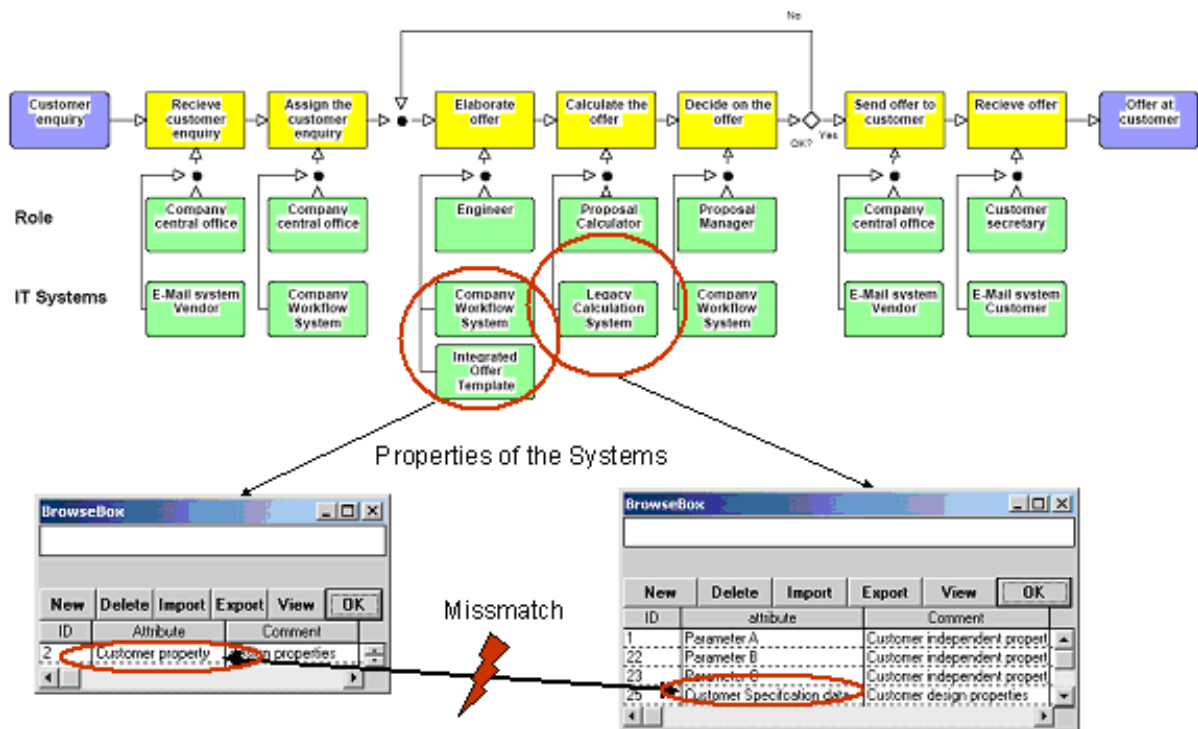 No
Customer
enquiry
Recieve
customer
enquiry
Assign the
customer
enquiry
Elaborate
offer
Calculate the
offer
Decide on the
offer
OK?
Yes
Send offer to
customer
Recieve offer
Offer at
customer
Role
Company
central office
Company
central office
Engineer
Proposal
Calculator
Proposal
Manager
Company
central office
Customer
secretary
IT Systems
E-Mail system
Vendor
Company
Workflow
System
Company
Workflow
System
Legacy
Calculation
System
Company
Workflow
System
E-Mail system
Vendor
E-Mail system
Customer
Integrated
Offer
Template
Properties of the Systems
BrowseBox
New Delete Import Export View OK
ID Attribute Comment
2 Customer property properties
Missmatch
BrowseBox
New Delete Import Export View OK
ID attribute Comment
1 Parameter A Customer independent propert
22 Parameter B Customer independent propert
23 Parameter C Customer independent propert
25 Customer Specification data Customer design properties